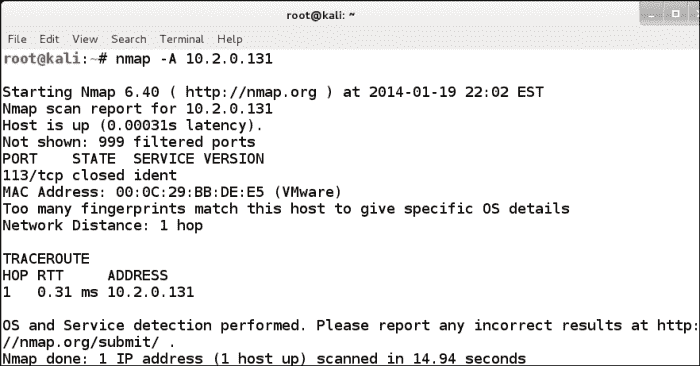 root@kali: ~
File Edit View Search Terminal Help
root@kali:~# nmap -A 10.2.0.131
Starting Nmap 6.40 ( http://nmap.org ) at 2014-01-19 22:02 EST
Nmap scan report for 10.2.0.131
Host is up (0.00031s latency).
Not shown: 999 filtered ports
PORT    STATE  SERVICE VERSION
113/tcp closed ident
MAC Address: 00:0C:29:BB:DE:E5 (VMware)
Too many fingerprints match this host to give specific OS details
Network Distance: 1 hop
TRACEROUTE
HOP RTT     ADDRESS
1   0.31 ms 10.2.0.131
OS and Service detection performed. Please report any incorrect results at http:
//nmap.org/submit/ .
Nmap done: 1 IP address (1 host up) scanned in 14.94 seconds